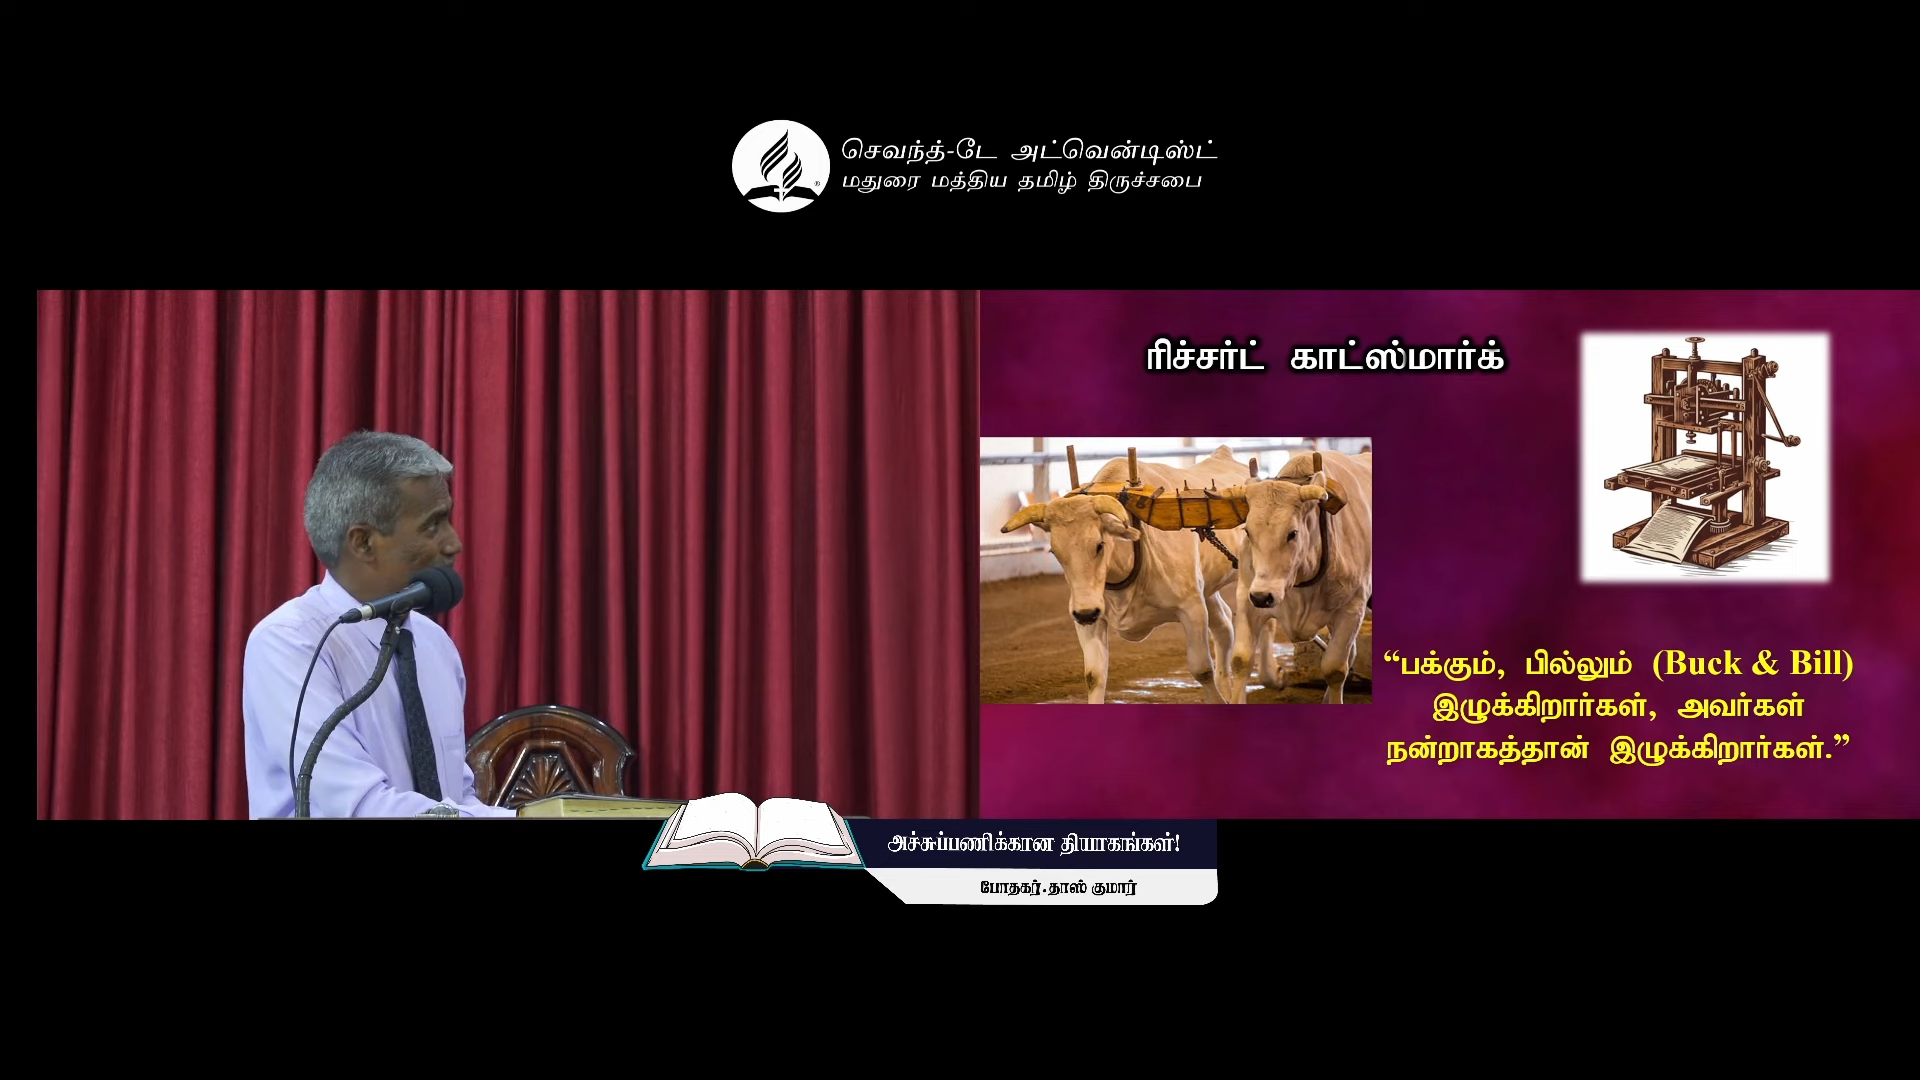 செவந்த்-டே அட்வென்டிஸ்ட்
மதுரை மத்திய தமிழ் திருச்சபை
ரிச்சர்ட் காட்ஸ்மார்க்
“பக்கும், பில்லும் (Buck & Bill)
இழுக்கிறார்கள், அவர்கள்
நன்றாகத்தான் இழுக்கிறார்கள்.”
அச்சுப்பணிக்கான தியாகங்கள்!
போதகர்.தாஸ் குமார்